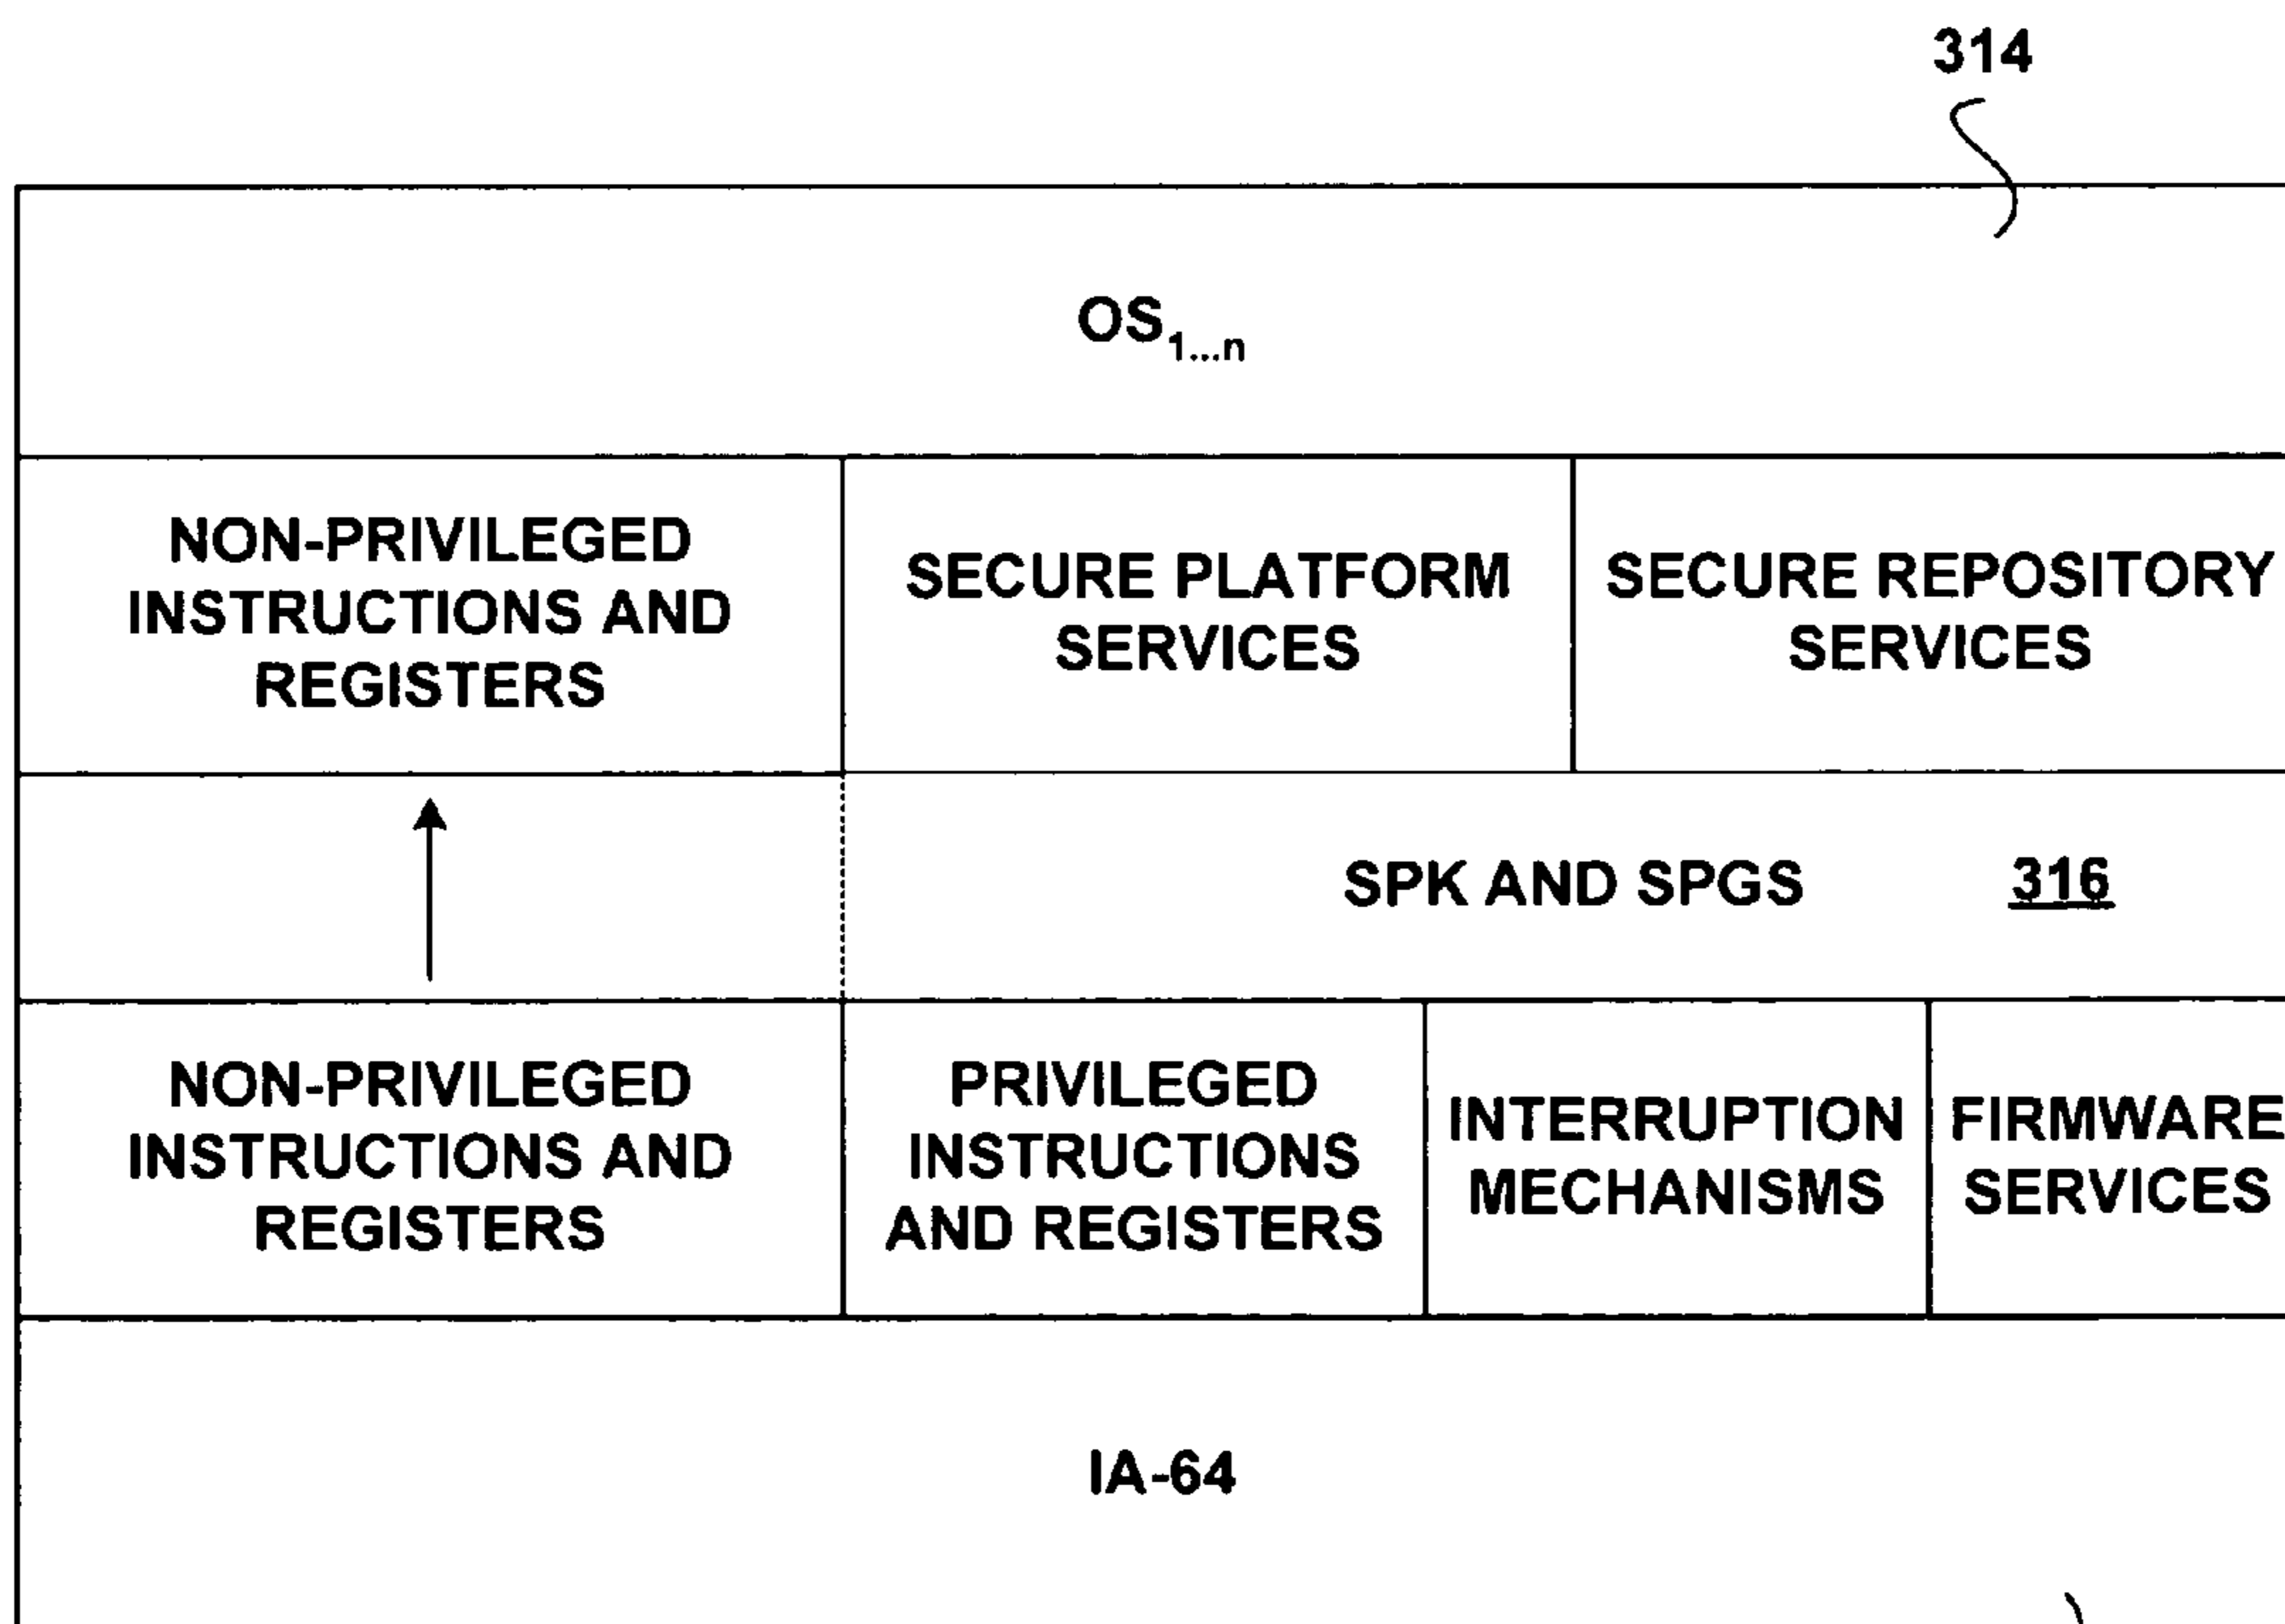 314
OS1...n
NON-PRIVILEGED
INSTRUCTIONS AND
REGISTERS
SECURE PLATFORM
SERVICES
SECURE REPOSITORY
SERVICES
SPK AND SPGS 316
NON-PRIVILEGED
INSTRUCTIONS AND
REGISTERS
PRIVILEGED
INSTRUCTIONS
AND REGISTERS
INTERRUPTION
MECHANISMS
FIRMWARE
SERVICES
IA-64